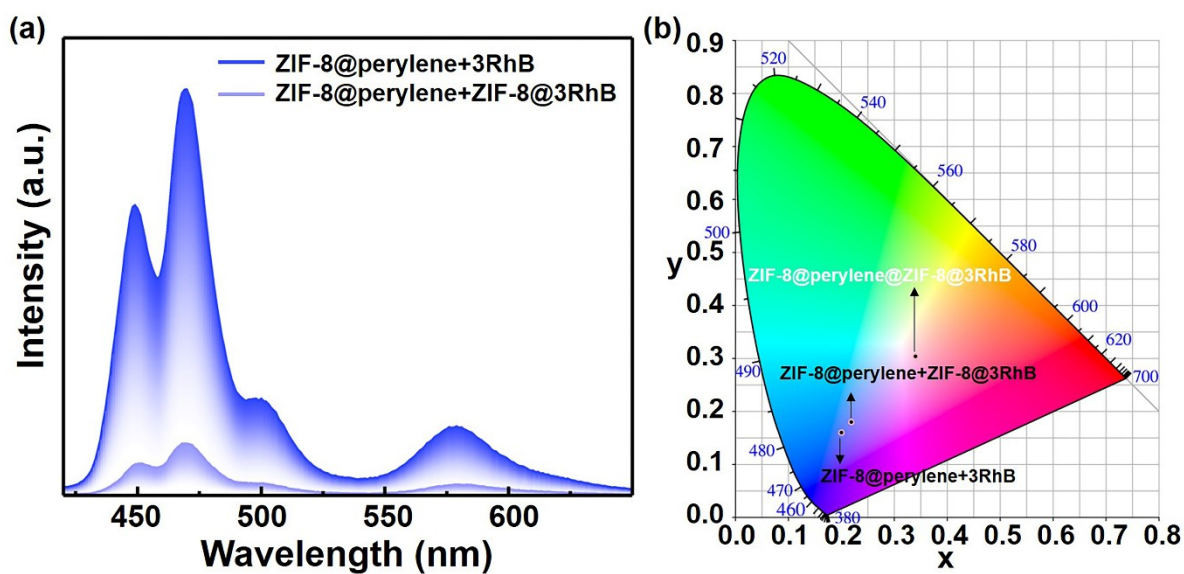 (a)
ZIF-8@perylene+3RhB
ZIF-8@perylene+ZIF-8@3RhB
Intensity (a.u.)
450 500 550 600
Wavelength (nm)
(b)
0.9
0.8
0.7
0.6
0.5
y
0.4
0.3
0.2
0.1
0.0
520
540
560
500
580
ZIF-8@perylene@ZIF-8@3RhB
600
620
490
ZIF-8@perylene+ZIF-8@3RhB
700
480
ZIF-8@perylene+3RhB
470
460
380
0.0 0.1 0.2 0.3 0.4 0.5 0.6 0.7 0.8
x